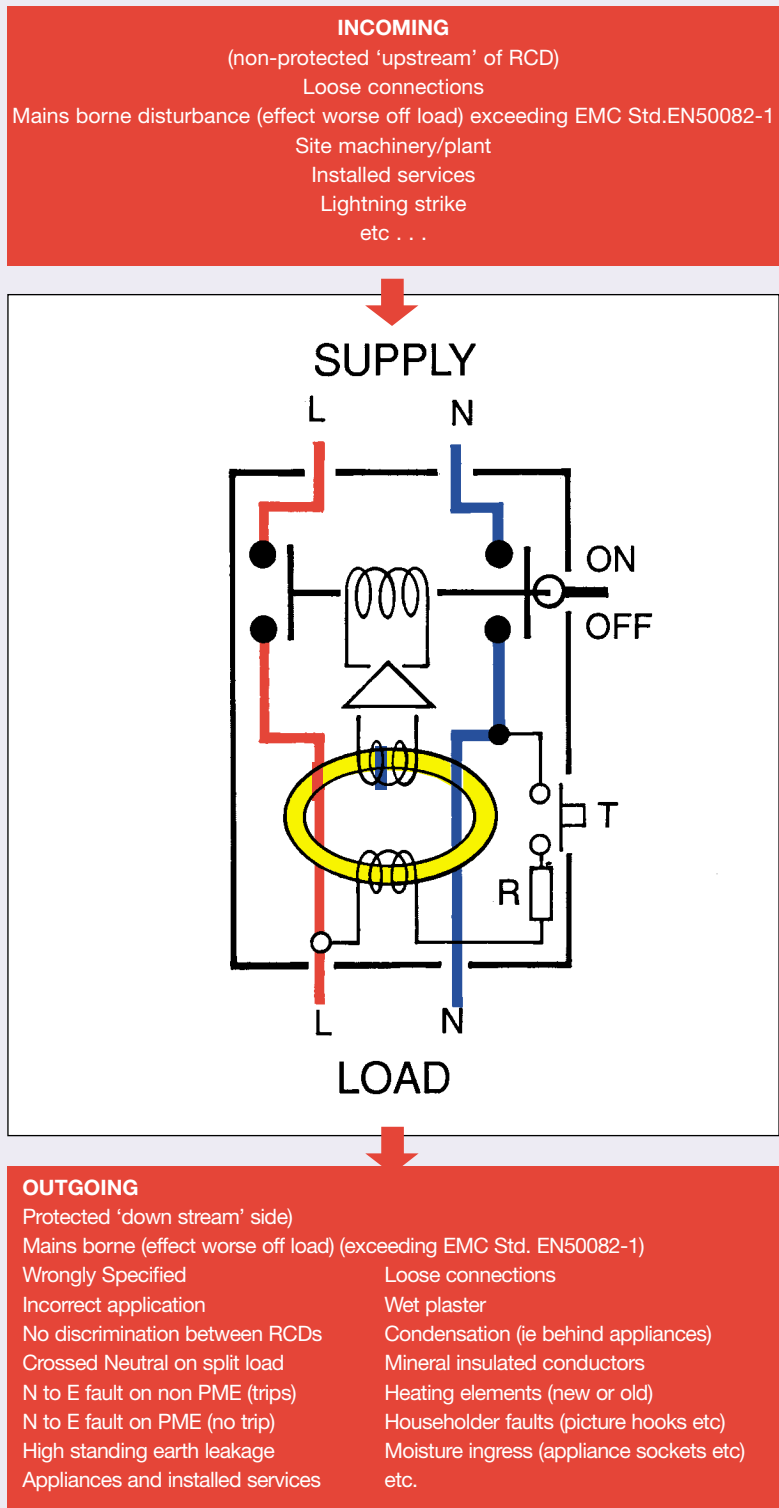 INCOMING
(non-protected ‘upstream’ of RCD)
Loose connections
Mains borne disturbance (effect worse off load) exceeding EMC Std.EN50082-1
Site machinery/plant
Installed services
Lightning strike
etc . . .
SUPPLY
L N
ON
OFF
T
R
L N
LOAD
OUTGOING
Protected ‘down stream’ side)
Mains borne (effect worse off load) (exceeding EMC Std. EN50082-1)
Wrongly Specified
Incorrect application
No discrimination between RCDs
Crossed Neutral on split load
N to E fault on non PME (trips)
N to E fault on PME (no trip)
High standing earth leakage
Appliances and installed services
Loose connections
Wet plaster
Condensation (ie behind appliances)
Mineral insulated conductors
Heating elements (new or old)
Householder faults (picture hooks etc)
Moisture ingress (appliance sockets etc)
etc.